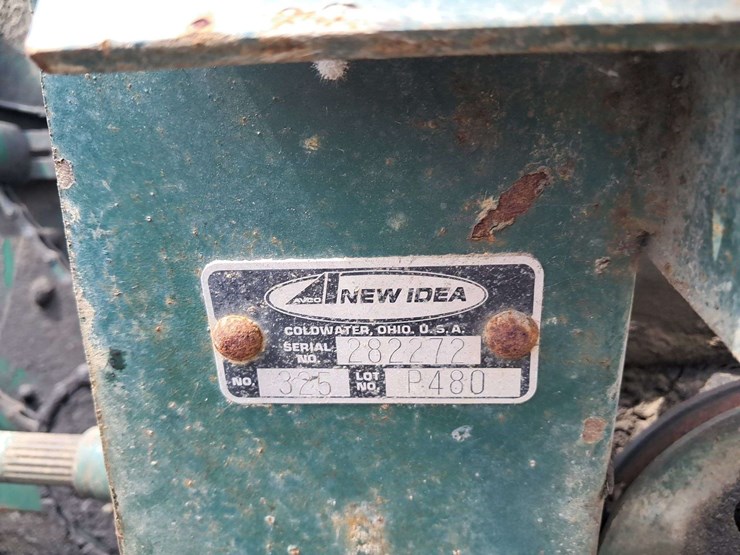 AVCO NEW IDEA
COLDWATER, OHIO, U.S.A.
SERIAL NO. 282272
NO. 325 LOT NO. P480